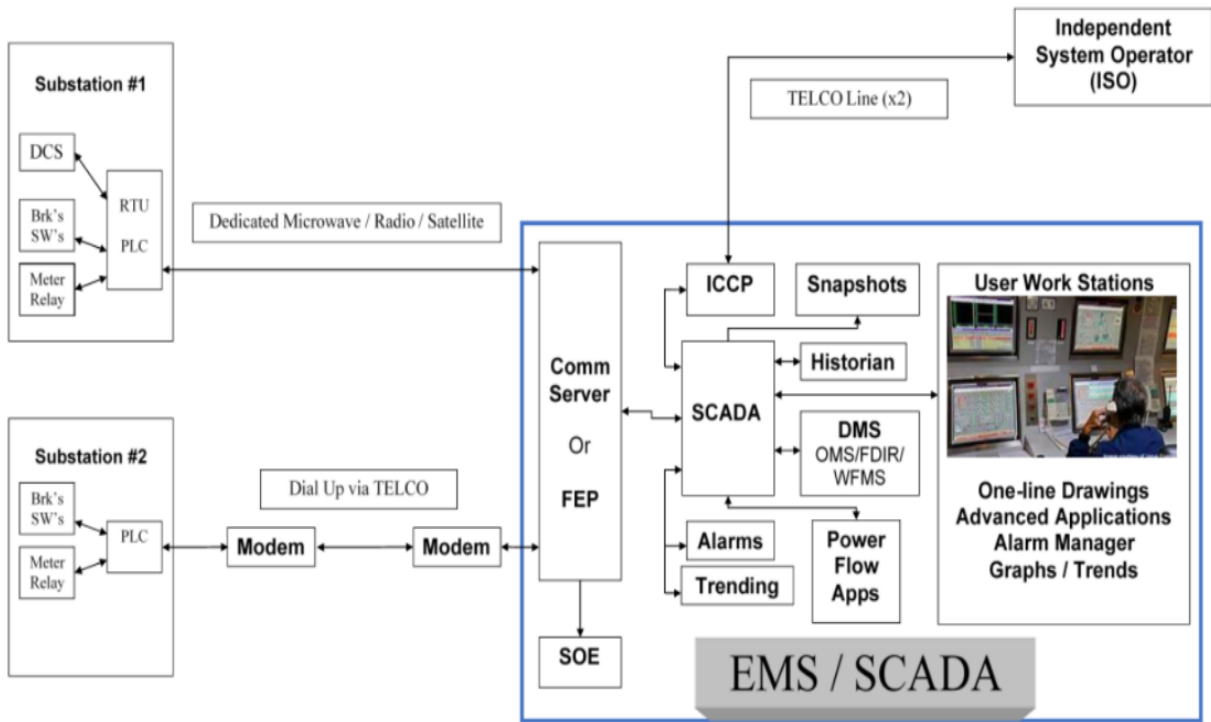 Substation #1
DCS
Brk's
SW's
Meter
Relay
RTU
PLC
Dedicated Microwave / Radio / Satellite
TELCO Line (x2)
Independent
System Operator
(ISO)
Substation #2
Brk's
SW's
Meter
Relay
PLC
Dial Up via TELCO
Modem
Modem
Comm
Server
Or
FEP
SOE
ICCP
Snapshots
Historian
SCADA
DMS
OMS/FDIR/
WFMS
Alarms
Trending
Power
Flow
Apps
User Work Stations
One-line Drawings
Advanced Applications
Alarm Manager
Graphs / Trends
EMS / SCADA